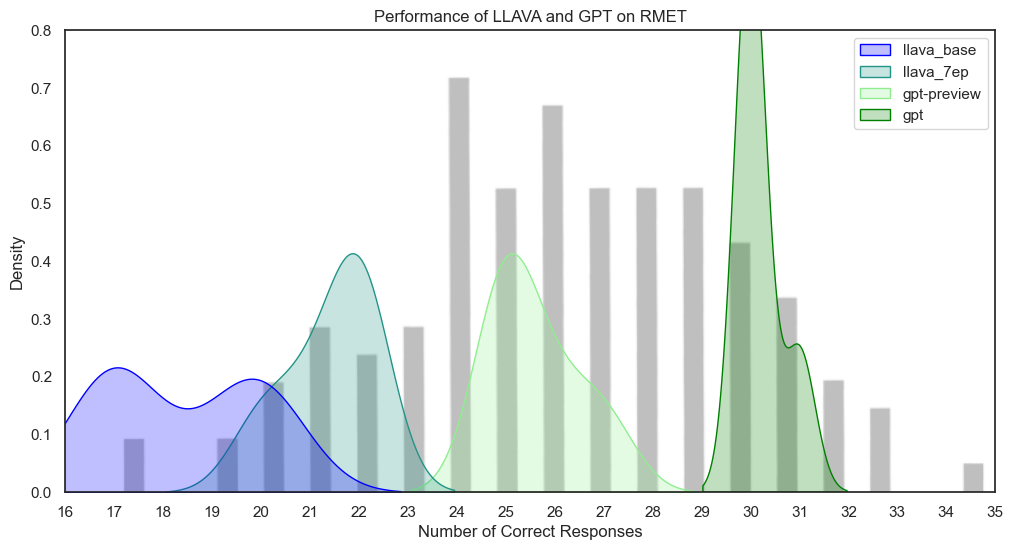 Performance of LLAVA and GPT on RMET
0.8
0.7
0.6
0.5
0.4
0.3
0.2
0.1
0.0
Density
llava_base
llava_7ep
gpt-preview
gpt
16 17 18 19 20 21 22 23 24 25 26 27 28 29 30 31 32 33 34 35
Number of Correct Responses